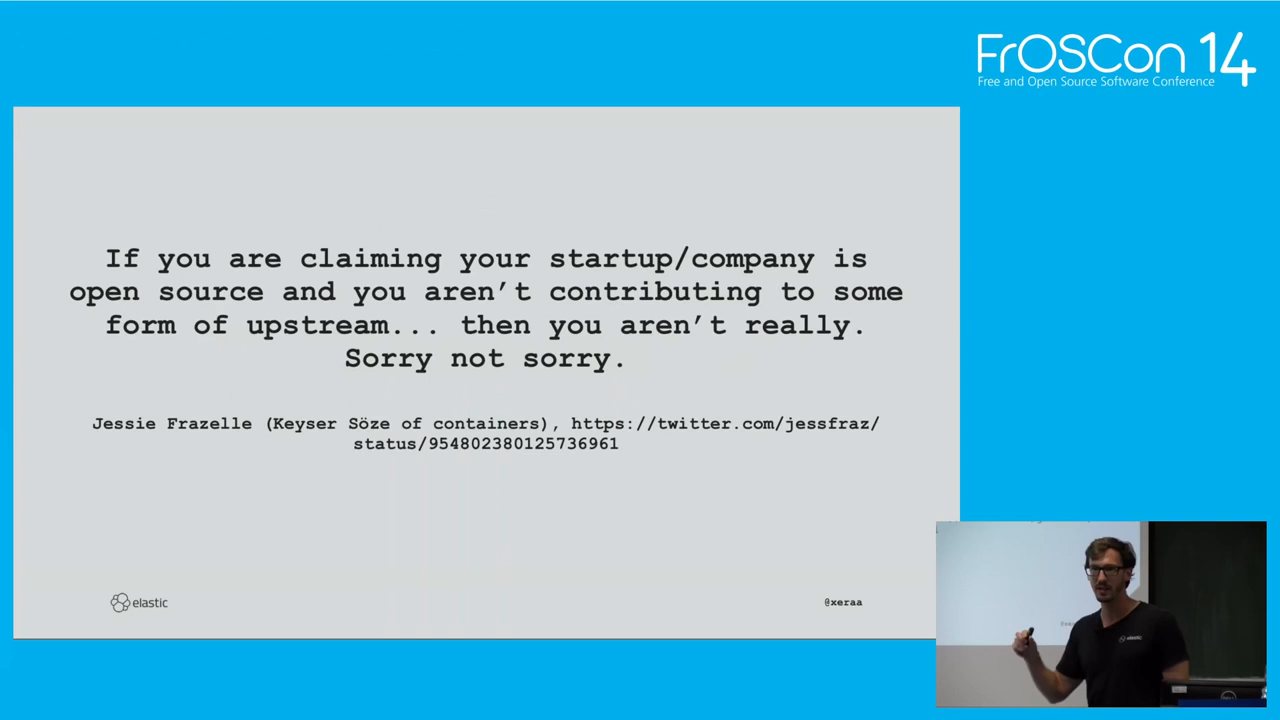 FrOSCon 14
Free and Open Source Software Conference
If you are claiming your startup/company is
open source and you aren’t contributing to some
form of upstream... then you aren’t really.
Sorry not sorry.
Jessie Frazelle (Keyser Söze of containers), https://twitter.com/jessfraz/
status/954802380125736961
elastic
@xeraa
elastic